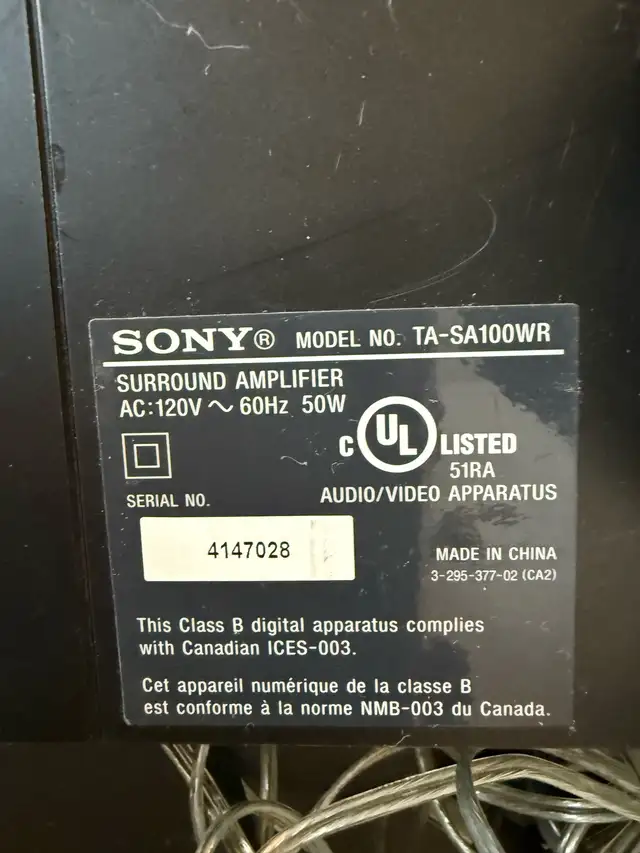 SONY® MODEL NO. TA-SA100WR
SURROUND AMPLIFIER
AC:120V ~ 60Hz 50W
C UL LISTED
51RA
AUDIO/VIDEO APPARATUS
SERIAL NO.
4147028
MADE IN CHINA
3-295-377-02 (CA2)
This Class B digital apparatus complies
with Canadian ICES-003.
Cet appareil numérique de la classe B
est conforme à la norme NMB-003 du Canada.